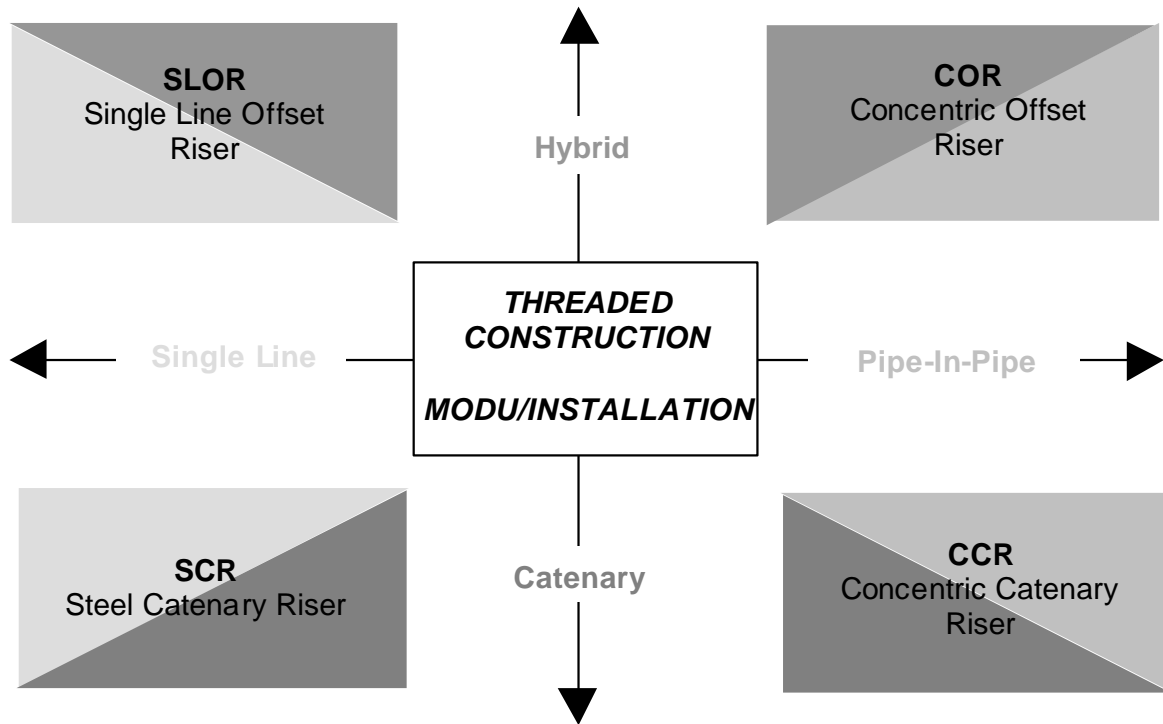 SLOR
Single Line Offset
Riser
Hybrid
COR
Concentric Offset
Riser
Single Line
THREADED
CONSTRUCTION
MODU/INSTALLATION
Pipe-In-Pipe
SCR
Steel Catenary Riser
Catenary
CCR
Concentric Catenary
Riser